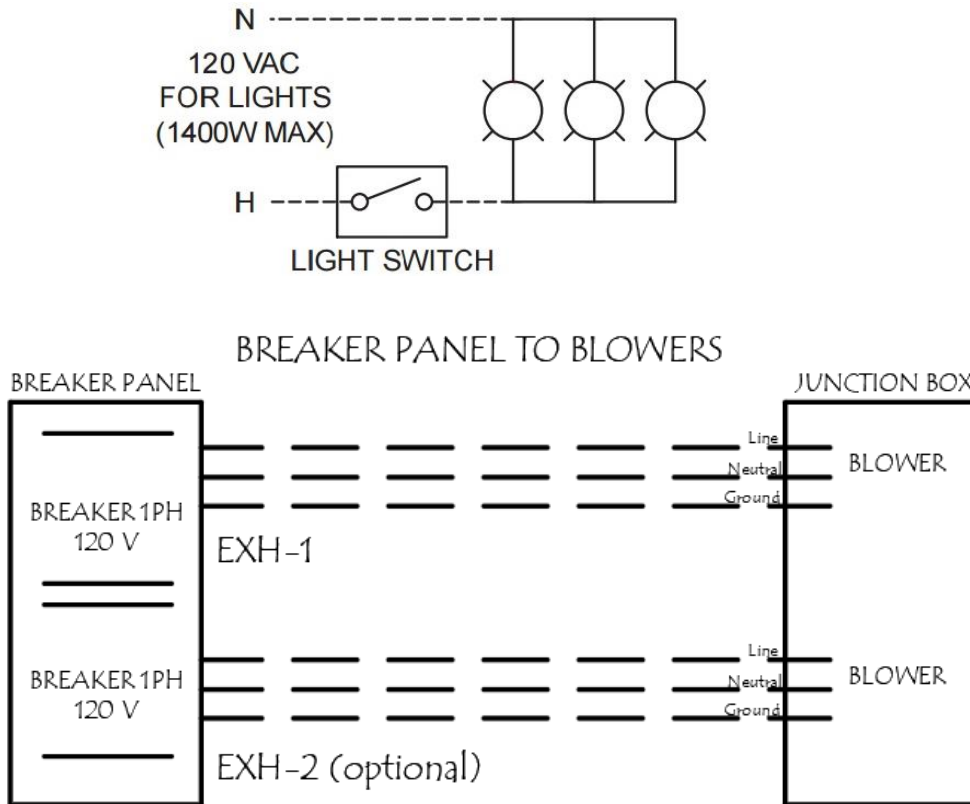 N
120 VAC
FOR LIGHTS
(1400W MAX)
H
LIGHT SWITCH
BREAKER PANEL TO BLOWERS
BREAKER PANEL
JUNCTION BOX
Line
Neutral
Ground
BLOWER
BREAKER 1PH
120 V
EXH-1
Line
Neutral
Ground
BLOWER
BREAKER 1PH
120 V
EXH-2 (optional)